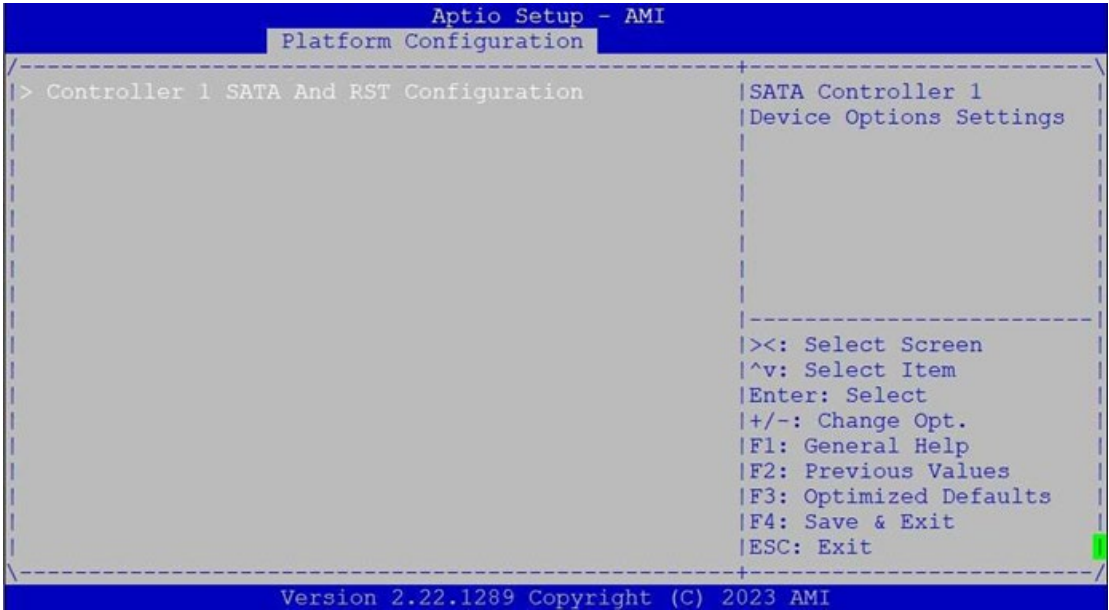 Aptio Setup - AMI
Platform Configuration
> Controller 1 SATA And RST Configuration
SATA Controller 1
Device Options Settings
><: Select Screen
^v: Select Item
Enter: Select
+/-: Change Opt.
F1: General Help
F2: Previous Values
F3: Optimized Defaults
F4: Save & Exit
ESC: Exit
Version 2.22.1289 Copyright (C) 2023 AMI